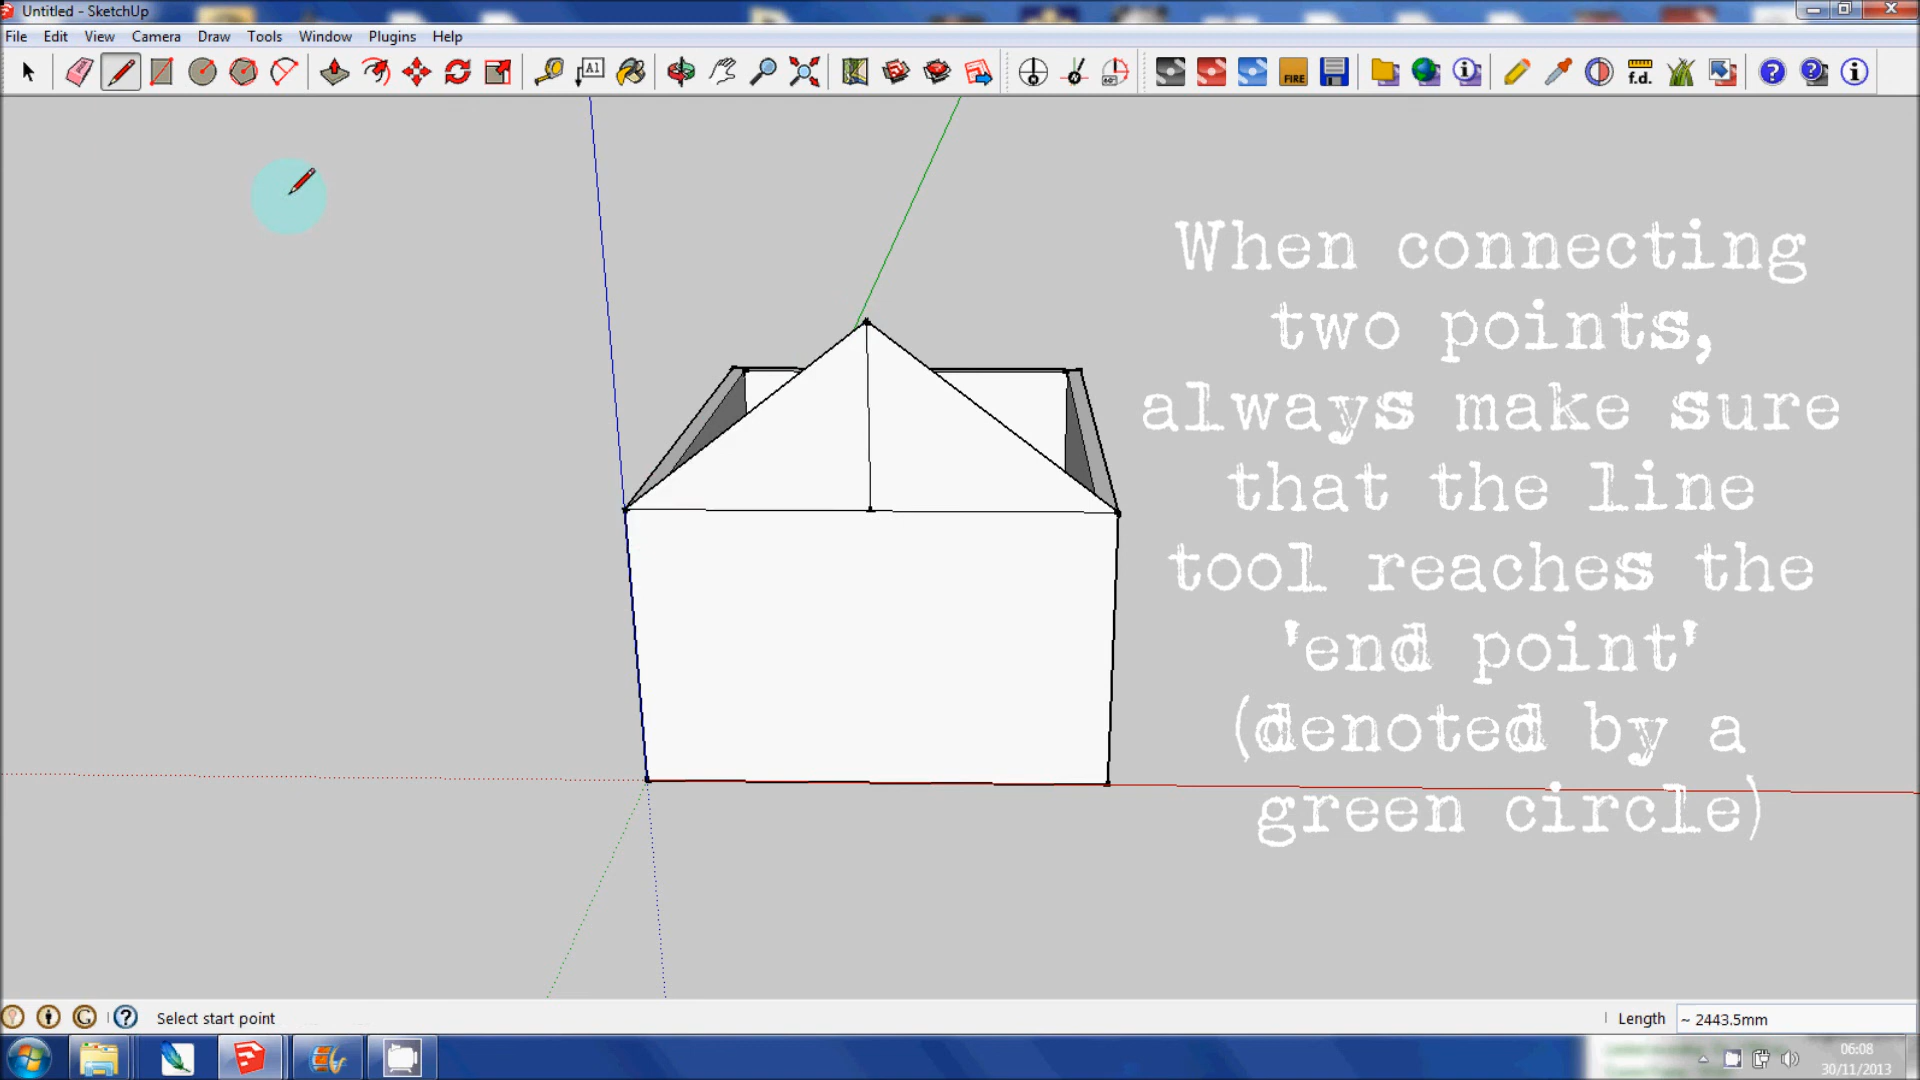 Untitled - SketchUp
File Edit View Camera Draw Tools Window Plugins Help
A1
FIRE
f.d.
When connecting
two points,
always make sure
that the line
tool reaches the
'end point'
(denoted by a
green circle)
Select start point
Length ~ 2443.5mm
06:08
30/11/2013